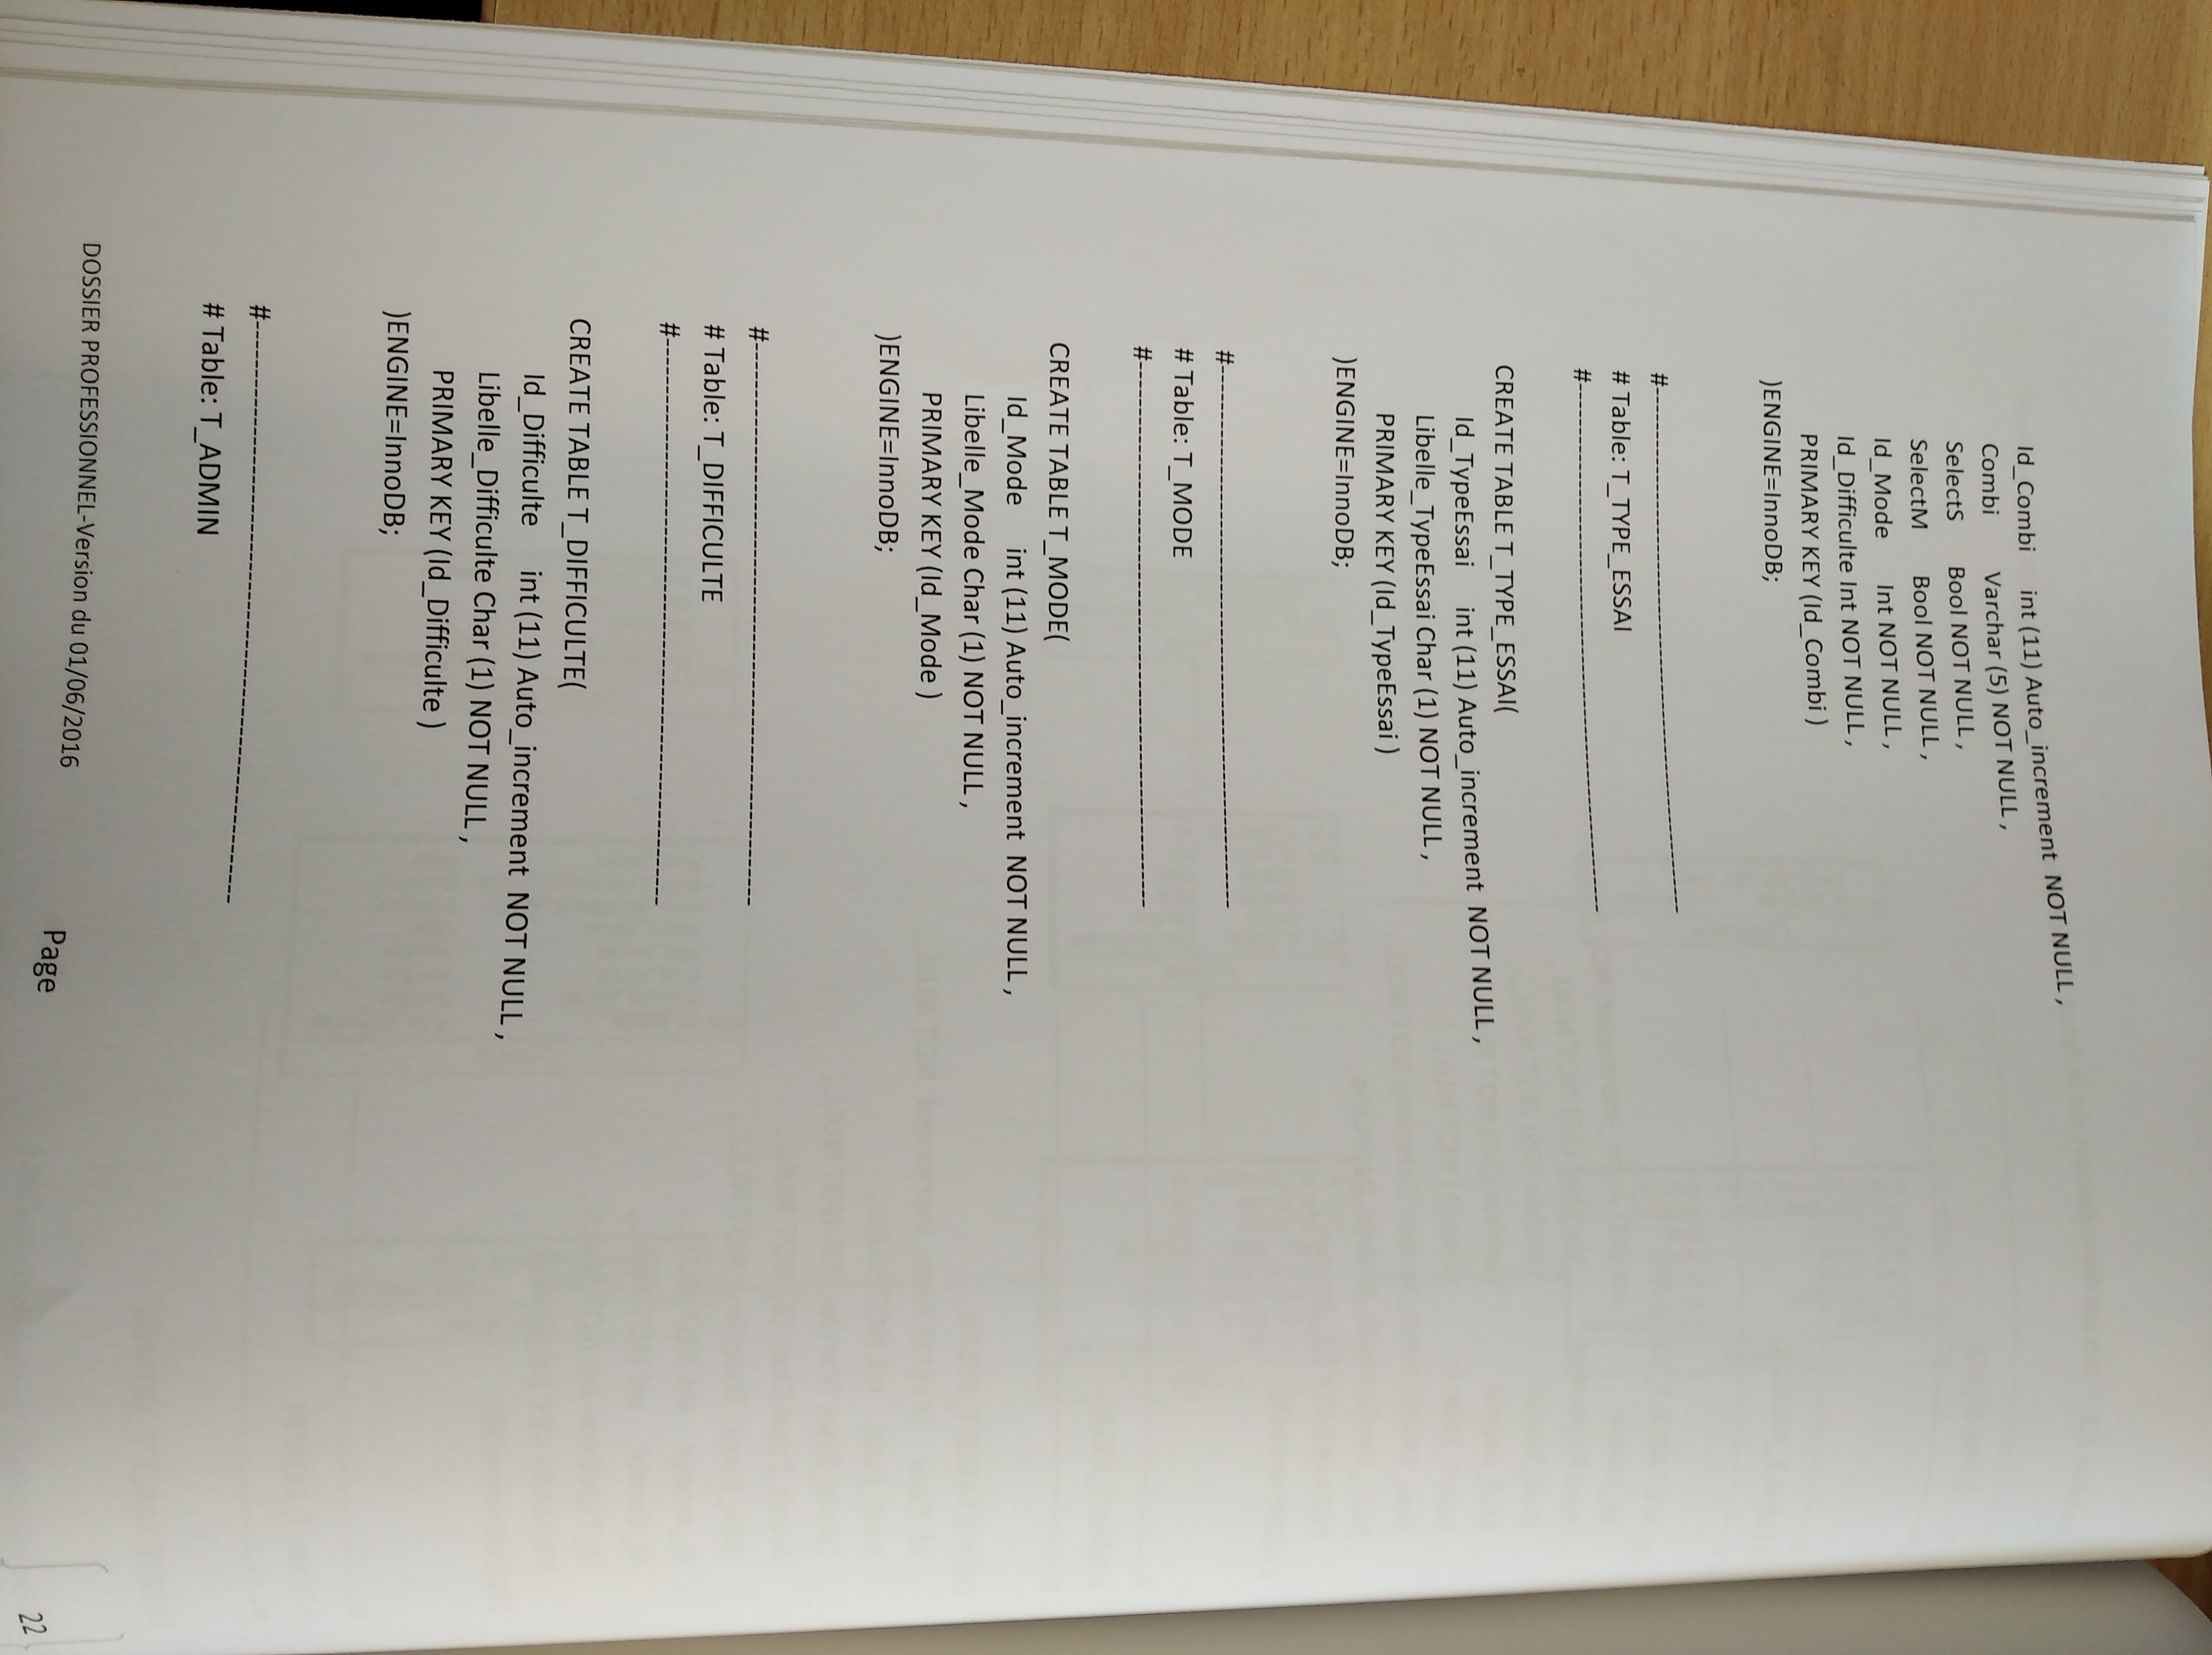 Id_Combi int (11) Auto_increment NOT NULL ,
Combi Varchar (5) NOT NULL ,
SelectS Bool NOT NULL ,
SelectM Bool NOT NULL ,
Id_Mode Int NOT NULL ,
Id_Difficulte Int NOT NULL ,
PRIMARY KEY (Id_Combi )
)ENGINE=InnoDB;
#------------------------------------------------------------
# Table: T_TYPE_ESSAI
#------------------------------------------------------------
CREATE TABLE T_TYPE_ESSAI(
Id_TypeEssai int (11) Auto_increment NOT NULL ,
Libelle_TypeEssai Char (1) NOT NULL ,
PRIMARY KEY (Id_TypeEssai )
)ENGINE=InnoDB;
#------------------------------------------------------------
# Table: T_MODE
#------------------------------------------------------------
CREATE TABLE T_MODE(
Id_Mode int (11) Auto_increment NOT NULL ,
Libelle_Mode Char (1) NOT NULL ,
PRIMARY KEY (Id_Mode )
)ENGINE=InnoDB;
#------------------------------------------------------------
# Table: T_DIFFICULTE
#------------------------------------------------------------
CREATE TABLE T_DIFFICULTE(
Id_Difficulte int (11) Auto_increment NOT NULL ,
Libelle_Difficulte Char (1) NOT NULL ,
PRIMARY KEY (Id_Difficulte )
)ENGINE=InnoDB;
#------------------------------------------------------------
# Table: T_ADMIN
DOSSIER PROFESSIONNEL-Version du 01/06/2016 Page
22